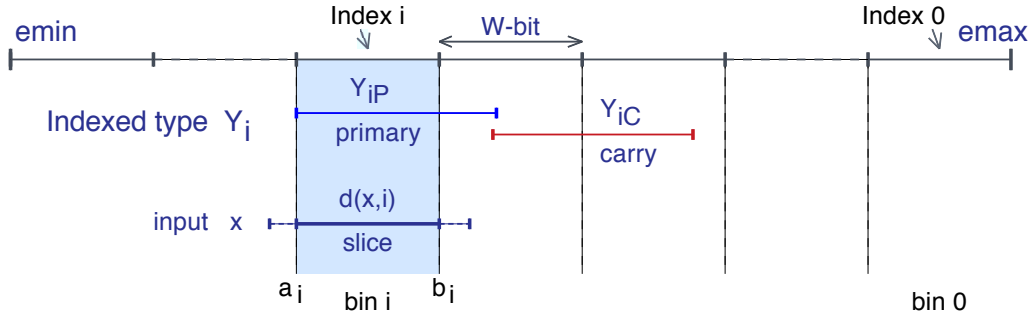 Index i
Index 0
emin
W-bit
emax
Y_iP
Indexed type Y_i
primary
Y_iC
carry
d(x,i)
input x
slice
a_i
b_i
bin i
bin 0